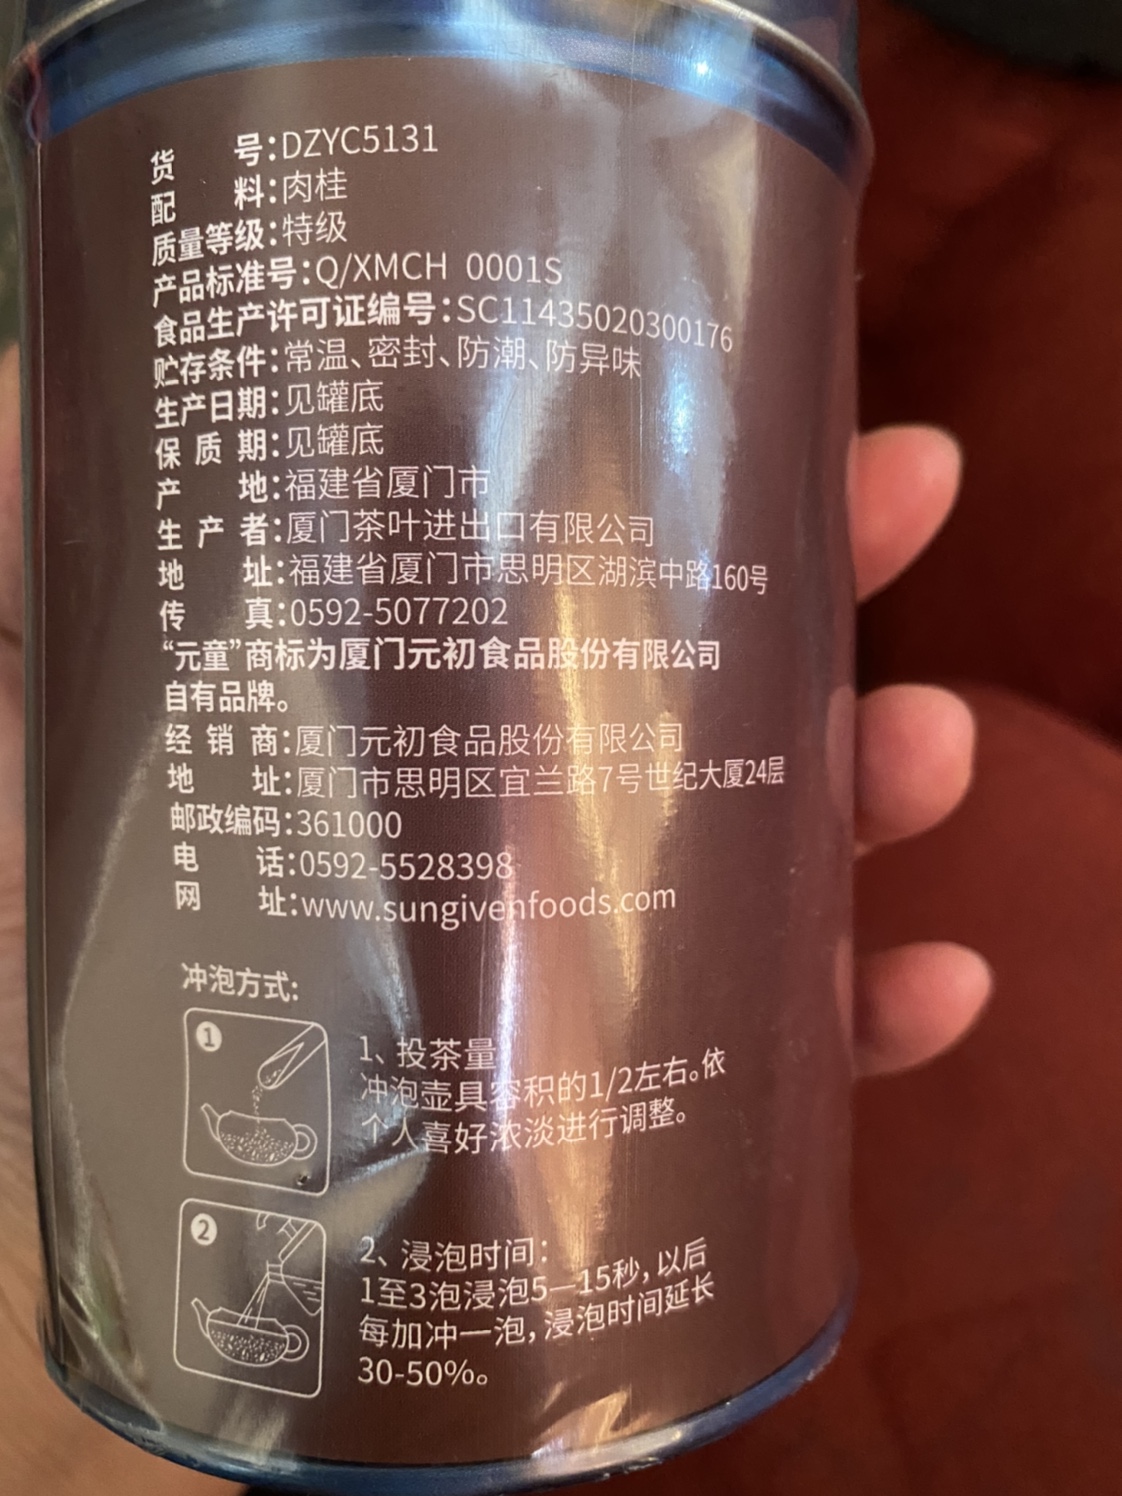 货 号:DZYC5131
配 料:肉桂
质量等级:特级
产品标准号:Q/XMCH 0001S
食品生产许可证编号:SC11435020300176
贮存条件:常温、密封、防潮、防异味
生产日期:见罐底
保 质 期:见罐底
产 地:福建省厦门市
生 产 者:厦门茶叶进出口有限公司
地 址:福建省厦门市思明区湖滨中路160号
传 真:0592-5077202
“元童”商标为厦门元初食品股份有限公司
自有品牌。
经 销 商:厦门元初食品股份有限公司
地 址:厦门市思明区宜兰路7号世纪大厦24层
邮政编码:361000
电 话:0592-5528398
网 址:www.sungivenfoods.com
冲泡方式:
1
1、投茶量
冲泡壶具容积的1/2左右。依
个人喜好浓淡进行调整。
2
2、浸泡时间:
1至3泡浸泡5—15秒,以后
每加冲一泡,浸泡时间延长
30-50%。